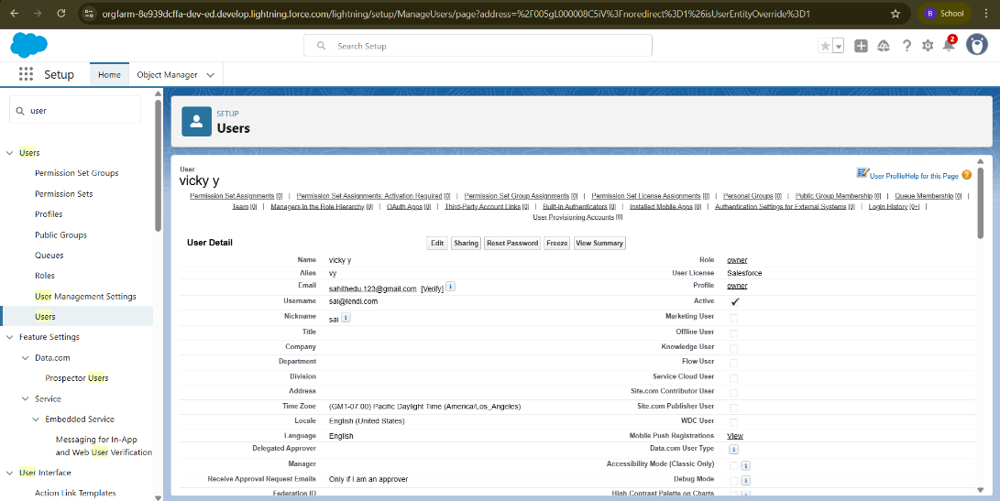 orgfarm-8e939dcffa-dev-ed.develop.lightning.force.com/lightning/setup/ManageUsers/page?address=%2F005gL000008C5iV%3Fnoredirect%3D1%26isUserEntityOverride%3D1
B School
Search Setup
2
Setup Home Object Manager
user
Users
Permission Set Groups
Permission Sets
Profiles
Public Groups
Queues
Roles
User Management Settings
Users
Feature Settings
Data.com
Prospector Users
Service
Embedded Service
Messaging for In-App
and Web User Verification
User Interface
Action Link Templates
SETUP
Users
User
vicky y
User Profile Help for this Page
Permission Set Assignments [0] | Permission Set Assignments: Activation Required [0] | Permission Set Group Assignments [0] | Permission Set License Assignments [0] | Personal Groups [0] | Public Group Membership [0] | Queue Membership [0] |
Team [0] | Managers in the Role Hierarchy [0] | OAuth Apps [0] | Third-Party Account Links [0] | Built-in Authenticators [0] | Installed Mobile Apps [0] | Authentication Settings for External Systems [0] | Login History [0+] |
User Provisioning Accounts [0]
User Detail Edit Sharing Reset Password Freeze View Summary
Name vicky y Role owner
Alias vy User License Salesforce
Email sahithedu.123@gmail.com [Verify] i Profile owner
Username sai@lendi.com Active ✓
Nickname sai i Marketing User
Title Offline User
Company Knowledge User
Department Flow User
Division Service Cloud User
Address Site.com Contributor User
Time Zone (GMT-07:00) Pacific Daylight Time (America/Los_Angeles) Site.com Publisher User
Locale English (United States) WDC User
Language English Mobile Push Registrations View
Delegated Approver Data.com User Type i
Manager Accessibility Mode (Classic Only) i
Receive Approval Request Emails Only if I am an approver Debug Mode i
Federation ID High-Contrast Palette on Charts